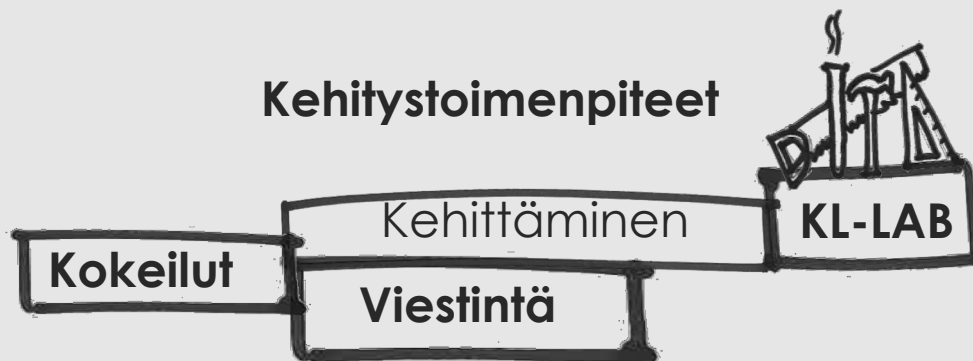 Kehitystoimenpiteet
Kehittäminen
KL-LAB
Kokeilut
Viestintä